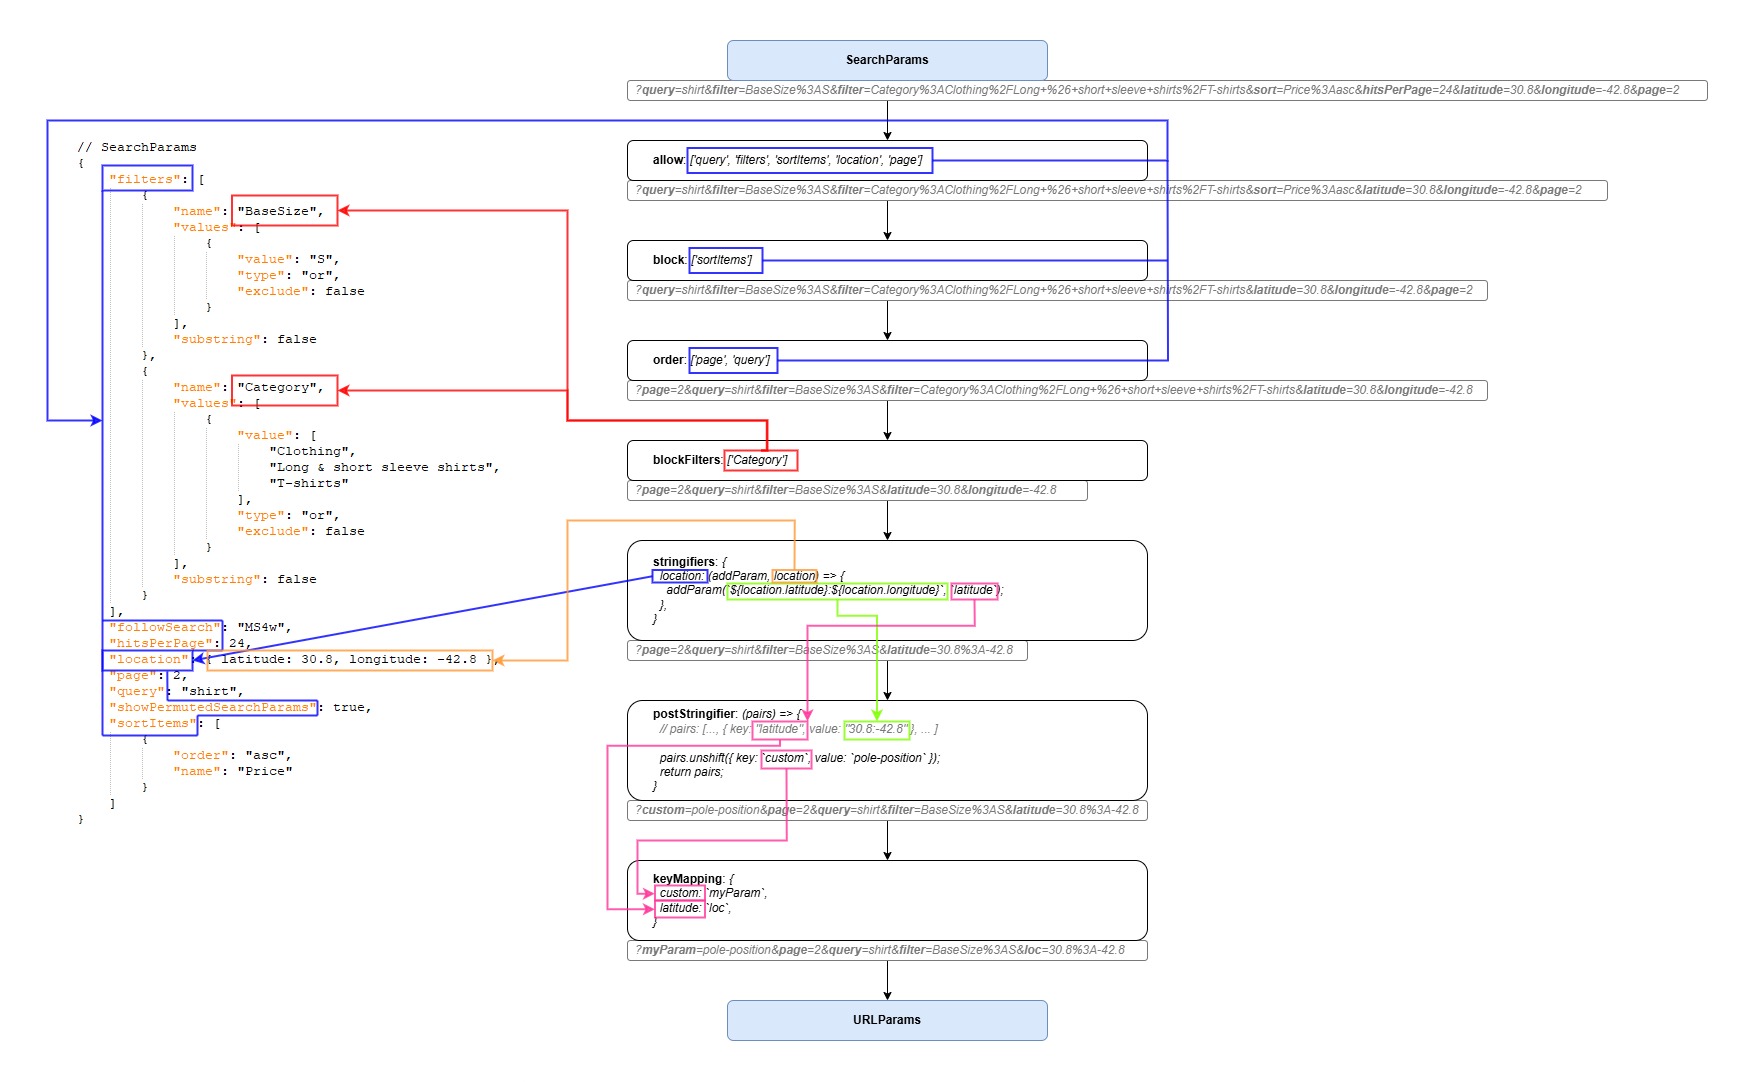 SearchParams
?query=shirt&filter=BaseSize%3AS&filter=Category%3AClothing%2FLong+%26+short+sleeve+shirts%2FT-shirts&sort=Price%3Aasc&hitsPerPage=24&latitude=30.8&longitude=-42.8&page=2
// SearchParams
{
"filters": [
{
"name": "BaseSize",
"values": [
{
"value": "S",
"type": "or",
"exclude": false
}
],
"substring": false
},
{
"name": "Category",
"values": [
{
"value": [
"Clothing",
"Long & short sleeve shirts",
"T-shirts"
],
"type": "or",
"exclude": false
}
],
"substring": false
}
],
"followSearch": "MS4w",
"hitsPerPage": 24,
"location": { latitude: 30.8, longitude: -42.8 },
"page": 2,
"query": "shirt",
"showPermutedSearchParams": true,
"sortItems": [
{
"order": "asc",
"name": "Price"
}
]
}
allow: ['query', 'filters', 'sortItems', 'location', 'page']
?query=shirt&filter=BaseSize%3AS&filter=Category%3AClothing%2FLong+%26+short+sleeve+shirts%2FT-shirts&sort=Price%3Aasc&latitude=30.8&longitude=-42.8&page=2
block: ['sortItems']
?query=shirt&filter=BaseSize%3AS&filter=Category%3AClothing%2FLong+%26+short+sleeve+shirts%2FT-shirts&latitude=30.8&longitude=-42.8&page=2
order: ['page', 'query']
?page=2&query=shirt&filter=BaseSize%3AS&filter=Category%3AClothing%2FLong+%26+short+sleeve+shirts%2FT-shirts&latitude=30.8&longitude=-42.8
blockFilters: ['Category']
?page=2&query=shirt&filter=BaseSize%3AS&latitude=30.8&longitude=-42.8
stringifiers: {
location: (addParam, location) => {
addParam(`${location.latitude}:${location.longitude}`, `latitude`);
},
}
?page=2&query=shirt&filter=BaseSize%3AS&latitude=30.8%3A-42.8
postStringifier: (pairs) => {
// pairs: [..., { key: "latitude", value: "30.8:-42.8" }, ... ]
pairs.unshift({ key: `custom`, value: `pole-position` });
return pairs;
}
?custom=pole-position&page=2&query=shirt&filter=BaseSize%3AS&latitude=30.8%3A-42.8
keyMapping: {
custom: `myParam`,
latitude: `loc`,
}
?myParam=pole-position&page=2&query=shirt&filter=BaseSize%3AS&loc=30.8%3A-42.8
URLParams